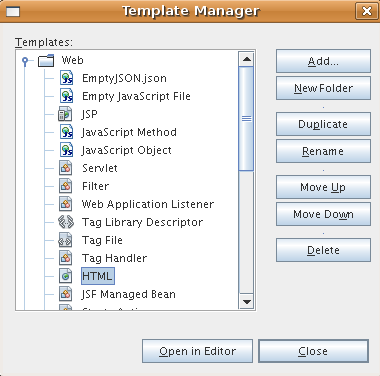 Template Manager
Templates:
Web
EmptyJSON.json
Empty JavaScript File
JSP
JavaScript Method
JavaScript Object
Servlet
Filter
Web Application Listener
Tag Library Descriptor
Tag File
Tag Handler
HTML
JSF Managed Bean
Add...
New Folder
Duplicate
Rename
Move Up
Move Down
Delete
Open in Editor
Close